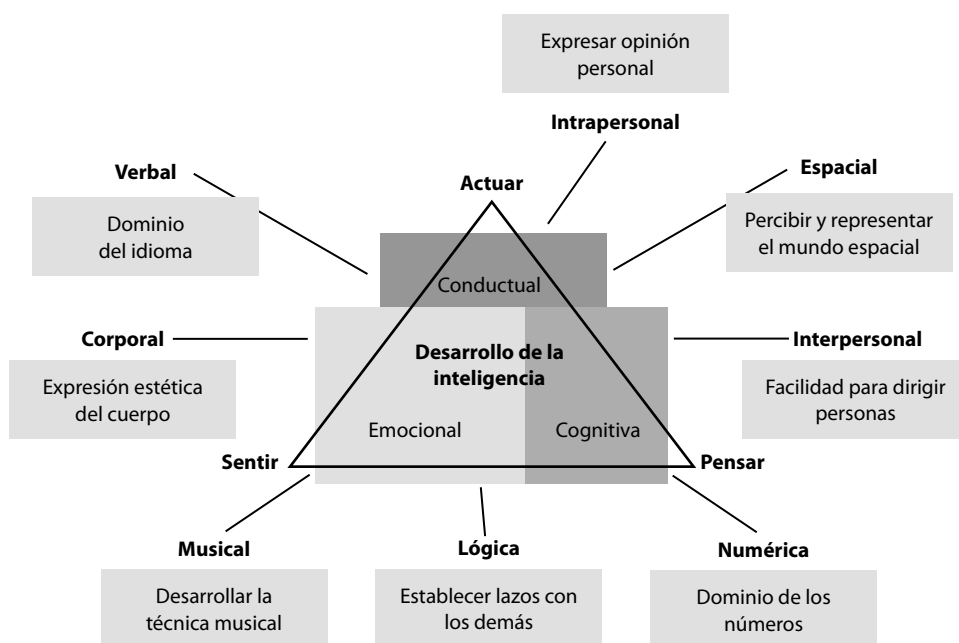 Expresar opinión
personal
Intrapersonal
Verbal
Dominio
del idioma
Actuar
Espacial
Percibir y representar
el mundo espacial
Conductual
Corporal
Expresión estética
del cuerpo
Desarrollo de la
inteligencia
Interpersonal
Facilidad para dirigir
personas
Emocional
Cognitiva
Sentir
Pensar
Musical
Desarrollar la
técnica musical
Lógica
Establecer lazos con
los demás
Numérica
Dominio de los
números